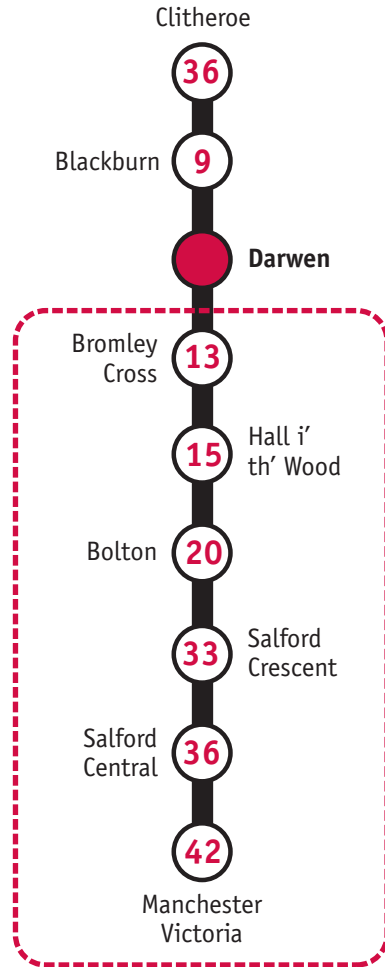 Clitheroe
36
Blackburn
9
Darwen
Bromley
Cross
13
15
Hall i’
th’ Wood
Bolton
20
33
Salford
Crescent
Salford
Central
36
42
Manchester
Victoria